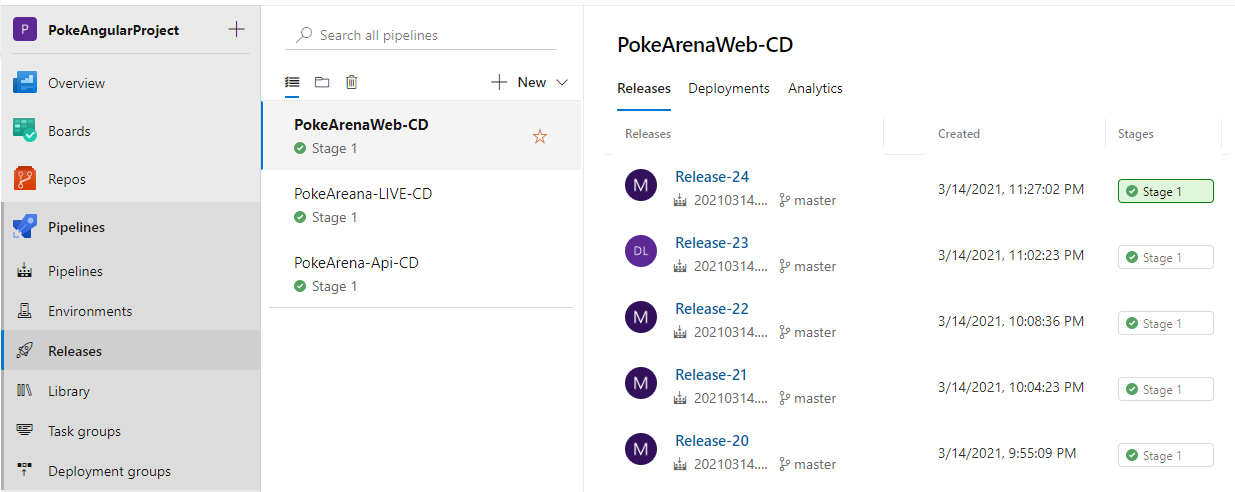 P PokeAngularProject
Overview
Boards
Repos
Pipelines
Pipelines
Environments
Releases
Library
Task groups
Deployment groups
Search all pipelines
New
PokeArenaWeb-CD
Stage 1
PokeAreana-LIVE-CD
Stage 1
PokeArena-Api-CD
Stage 1
PokeArenaWeb-CD
Releases Deployments Analytics
Releases Created Stages
M Release-24 3/14/2021, 11:27:02 PM Stage 1
20210314.... master
DL Release-23 3/14/2021, 11:02:23 PM Stage 1
20210314.... master
M Release-22 3/14/2021, 10:08:36 PM Stage 1
20210314.... master
M Release-21 3/14/2021, 10:04:23 PM Stage 1
20210314.... master
M Release-20 3/14/2021, 9:55:09 PM Stage 1
20210314.... master